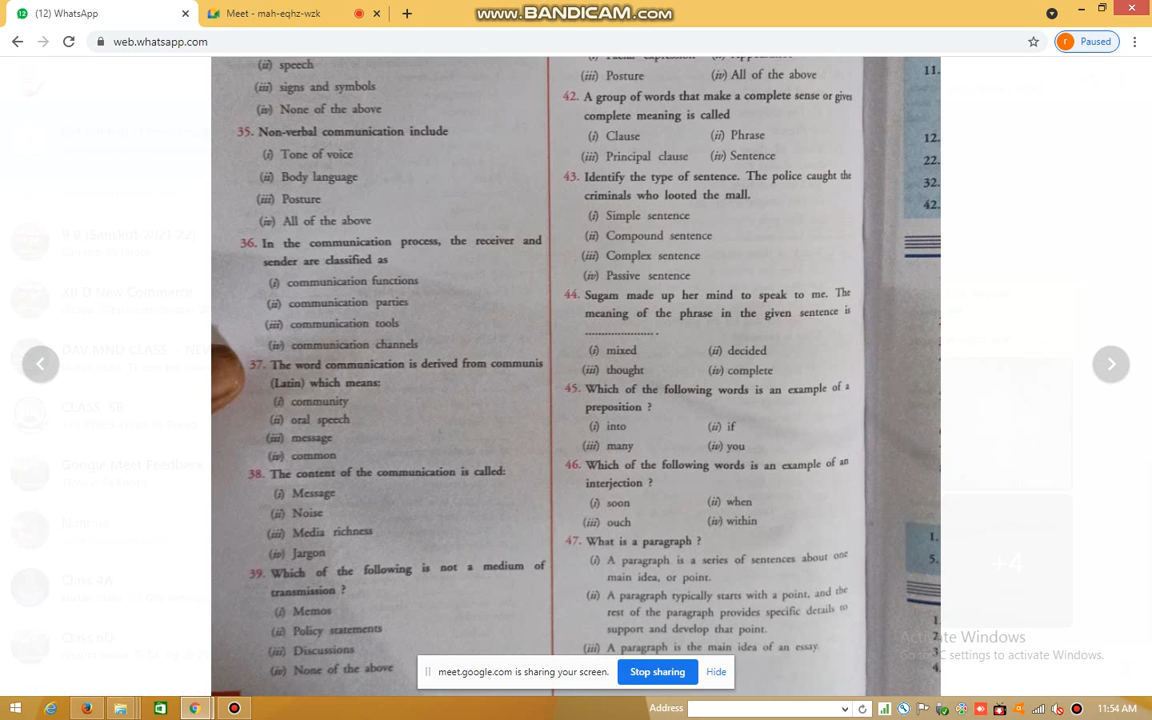 (12) WhatsApp
Meet - mah-eqhz-wzk
www.BANDICAM.com
web.whatsapp.com
r
Paused
(ii) speech
(iii) signs and symbols
(iv) None of the above
35. Non-verbal communication include
(i) Tone of voice
(ii) Body language
(iii) Posture
(iv) All of the above
36. In the communication process, the receiver and
sender are classified as
(i) communication functions
(ii) communication parties
(iii) communication tools
(iv) communication channels
37. The word communication is derived from communis
(Latin) which means:
(i) community
(ii) oral speech
(iii) message
(iv) common
38. The content of the communication is called:
(i) Message
(ii) Noise
(iii) Media richness
(iv) Jargon
39. Which of the following is not a medium of
transmission ?
(i) Memos
(ii) Policy statements
(iii) Discussions
(iv) None of the above
(iii) Posture (iv) All of the above
42. A group of words that make a complete sense or gives
complete meaning is called
(i) Clause (ii) Phrase
(iii) Principal clause (iv) Sentence
43. Identify the type of sentence. The police caught the
criminals who looted the mall.
(i) Simple sentence
(ii) Compound sentence
(iii) Complex sentence
(iv) Passive sentence
44. Sugam made up her mind to speak to me. The
meaning of the phrase in the given sentence is
..................... .
(i) mixed (ii) decided
(iii) thought (iv) complete
45. Which of the following words is an example of a
preposition ?
(i) into (ii) if
(iii) many (iv) you
46. Which of the following words is an example of an
interjection ?
(i) soon (ii) when
(iii) ouch (iv) within
47. What is a paragraph ?
(i) A paragraph is a series of sentences about one
main idea, or point.
(ii) A paragraph typically starts with a point, and the
rest of the paragraph provides specific details to
support and develop that point.
(iii) A paragraph is the main idea of an essay.
11.
12.
22.
32.
42.
1.
5.
1.
2.
3.
4.
+4
Activate Windows
Go to PC settings to activate Windows.
meet.google.com is sharing your screen.
Stop sharing
Hide
Address
11:54 AM